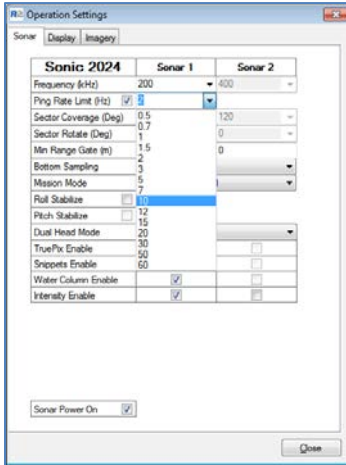 R2 Operation Settings
Sonar Display Imagery
Sonic 2024 Sonar 1 Sonar 2
Frequency (kHz) 200 400
Ping Rate Limit (Hz) 2
Sector Coverage (Deg) 0.5 120
Sector Rotate (Deg) 0.7 0
1
Min Range Gate (m) 1.5 0
Bottom Sampling 2
3
Mission Mode 5
7
Roll Stabilize 10
Pitch Stabilize 12
15
Dual Head Mode 20
TruePix Enable 30
Snippets Enable 50
60
Water Column Enable
Intensity Enable
Sonar Power On
Close